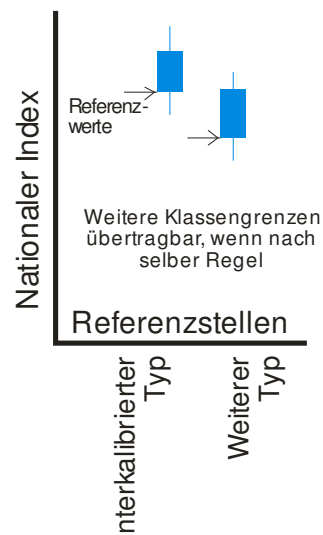 Nationaler Index
Referenz-
werte
Weitere Klassengrenzen
übertragbar, wenn nach
selber Regel
Referenzstellen
nterkalibrierter
Typ
Weiterer
Typ